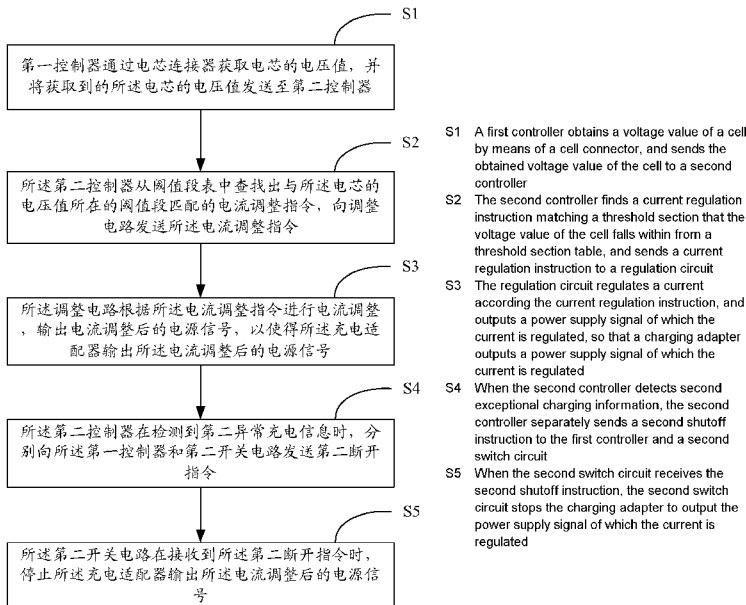 S1
第一控制器通过电芯连接器获取电芯的电压值，并
将获取到的所述电芯的电压值发送至第二控制器
S2
所述第二控制器从阈值段表中查找出与所述电芯的
电压值所在的阈值段匹配的电流调整指令，向调整
电路发送所述电流调整指令
S3
所述调整电路根据所述电流调整指令进行电流调整
，输出电流调整后的电源信号，以使得所述充电适
配器输出所述电流调整后的电源信号
S4
所述第二控制器在检测到第二异常充电信息时，分
别向所述第一控制器和第二开关电路发送第二断开
指令
S5
所述第二开关电路在接收到所述第二断开指令时，
停止所述充电适配器输出所述电流调整后的电源信
号
S1 A first controller obtains a voltage value of a cell
by means of a cell connector, and sends the
obtained voltage value of the cell to a second
controller
S2 The second controller finds a current regulation
instruction matching a threshold section that the
voltage value of the cell falls within from a
threshold section table, and sends a current
regulation instruction to a regulation circuit
S3 The regulation circuit regulates a current
according the current regulation instruction, and
outputs a power supply signal of which the
current is regulated, so that a charging adapter
outputs a power supply signal of which the
current is regulated
S4 When the second controller detects second
exceptional charging information, the second
controller separately sends a second shutoff
instruction to the first controller and a second
switch circuit
S5 When the second switch circuit receives the
second shutoff instruction, the second switch
circuit stops the charging adapter to output the
power supply signal of which the current is
regulated